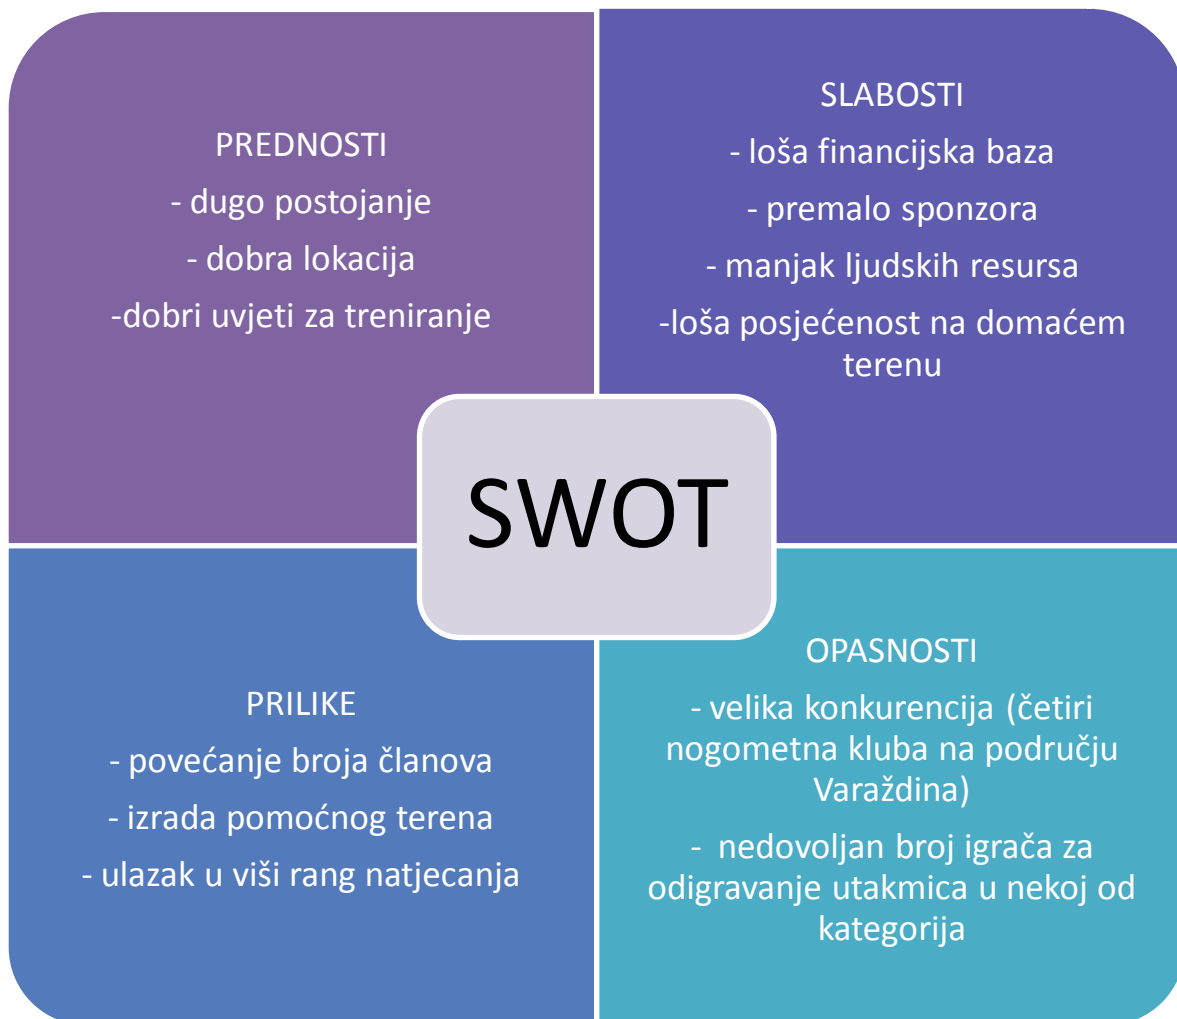 PREDNOSTI
- dugo postojanje
- dobra lokacija
-dobri uvjeti za treniranje
SLABOSTI
- loša financijska baza
- premalo sponzora
- manjak ljudskih resursa
-loša posjećenost na domaćem
terenu
SWOT
PRILIKE
- povećanje broja članova
- izrada pomoćnog terena
- ulazak u viši rang natjecanja
OPASNOSTI
- velika konkurencija (četiri
nogometna kluba na području
Varaždina)
- nedovoljan broj igrača za
odigravanje utakmica u nekoj od
kategorija